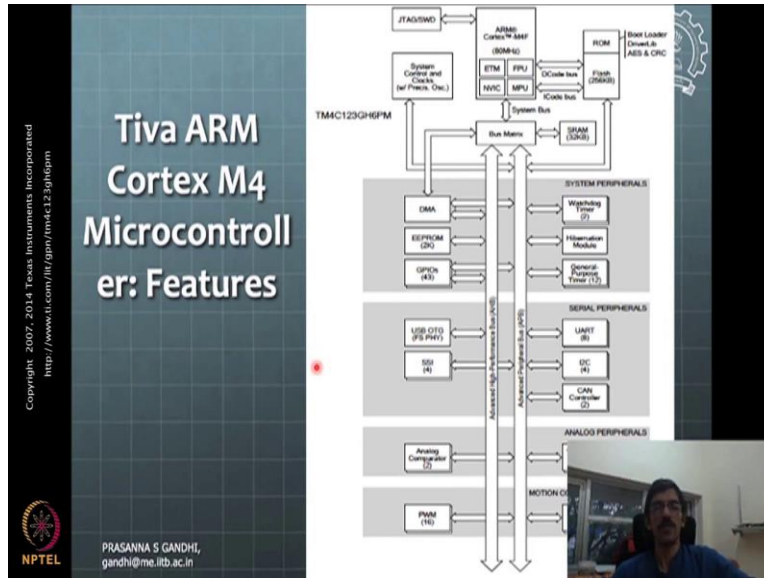 Tiva ARM
Cortex M4
Microcontroll
er: Features
Copyright 2007, 2014 Texas Instruments Incorporated
http://www.ti.com/lit/gpn/tm4c123gh6pm
NPTEL
PRASANNA S GANDHI,
gandhi@me.iitb.ac.in
JTAG/SWD
ARM®
Cortex™-M4F
(80MHz)
ETM
FPU
NVIC
MPU
ROM
Boot Loader
DriverLib
AES & CRC
Flash
(256KB)
DCode bus
ICode bus
System
Control and
Clocks
(w/ Precis. Osc.)
System Bus
TM4C123GH6PM
Bus Matrix
SRAM
(32KB)
SYSTEM PERIPHERALS
DMA
Watchdog
Timer
(2)
EEPROM
(2K)
Hibernation
Module
GPIOs
(43)
General-
Purpose
Timer (12)
SERIAL PERIPHERALS
USB OTG
(FS PHY)
UART
(8)
SSI
(4)
I2C
(4)
CAN
Controller
(2)
Advanced High-Performance Bus (AHB)
Advanced Peripheral Bus (APB)
ANALOG PERIPHERALS
Analog
Comparator
(2)
MOTION CO
PWM
(16)